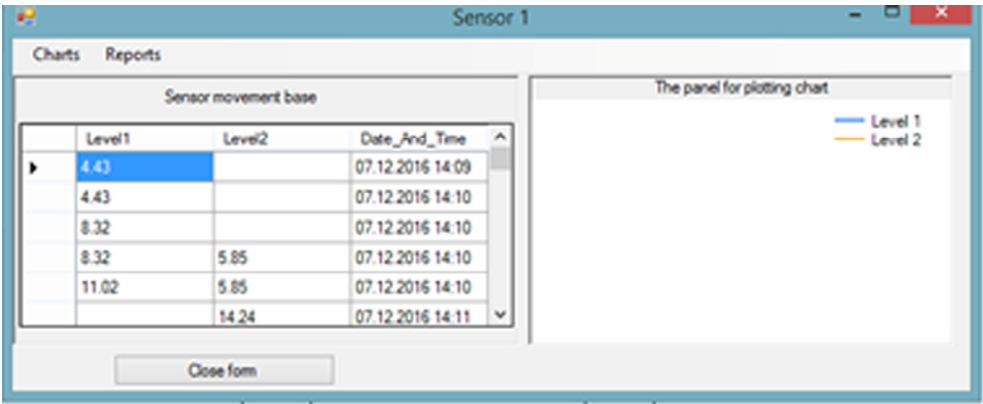 Sensor 1
Charts Reports
Sensor movement base
Level1 Level2 Date_And_Time
4.43 07.12.2016 14:09
4.43 07.12.2016 14:10
8.32 07.12.2016 14:10
8.32 5.85 07.12.2016 14:10
11.02 5.85 07.12.2016 14:10
14.24 07.12.2016 14:11
The panel for plotting chart
Level 1
Level 2
Close form